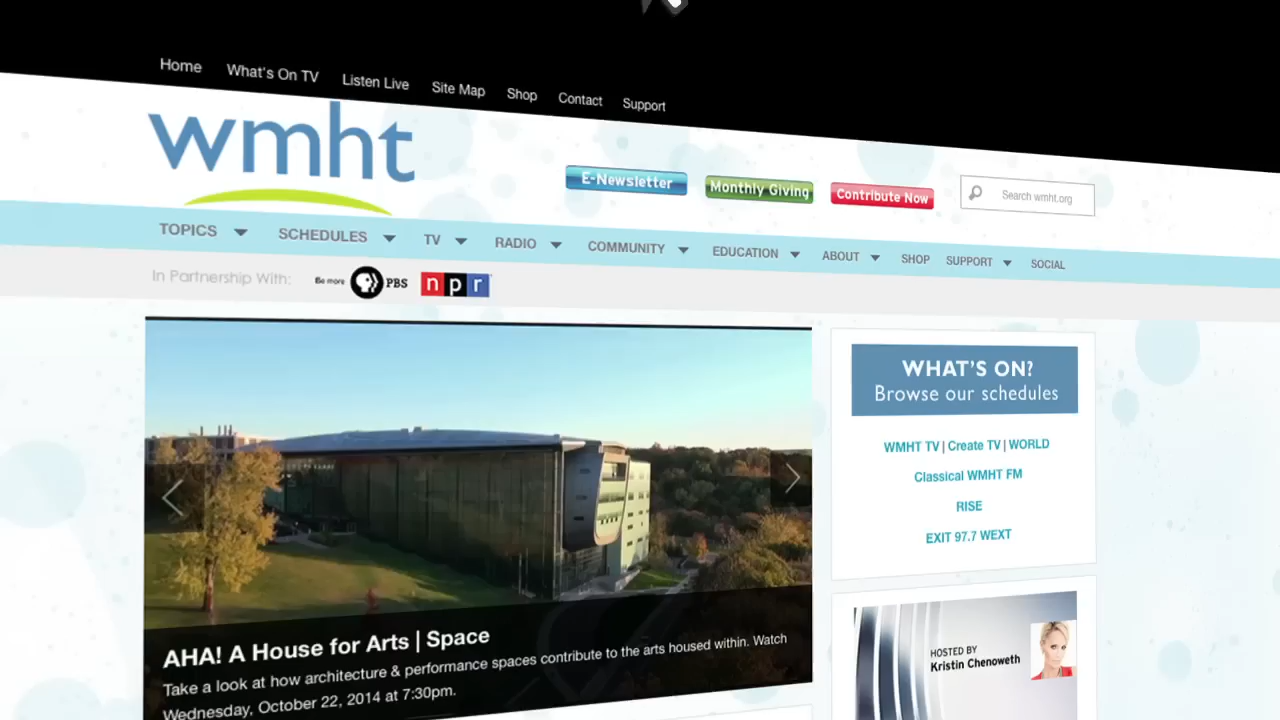 Home What's On TV Listen Live Site Map Shop Contact Support
wmht
E-Newsletter Monthly Giving Contribute Now Search wmht.org
TOPICS SCHEDULES TV RADIO COMMUNITY EDUCATION ABOUT SHOP SUPPORT SOCIAL
In Partnership With: Be more PBS npr
WHAT'S ON?
Browse our schedules
WMHT TV | Create TV | WORLD
Classical WMHT FM
RISE
EXIT 97.7 WEXT
AHA! A House for Arts | Space
Take a look at how architecture & performance spaces contribute to the arts housed within. Watch
Wednesday, October 22, 2014 at 7:30pm.
HOSTED BY
Kristin Chenoweth